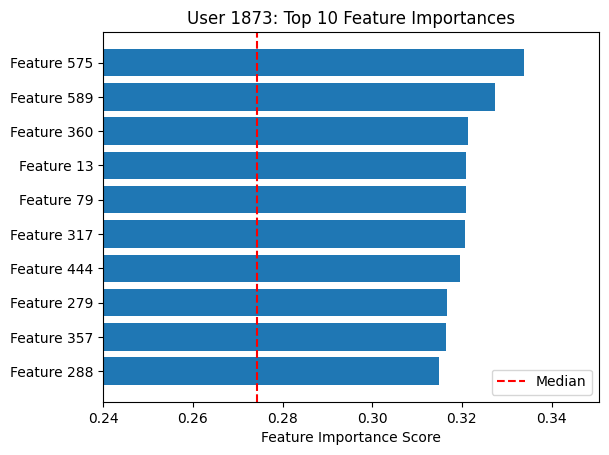 User 1873: Top 10 Feature Importances
Feature 575
Feature 589
Feature 360
Feature 13
Feature 79
Feature 317
Feature 444
Feature 279
Feature 357
Feature 288
Median
0.24 0.26 0.28 0.30 0.32 0.34
Feature Importance Score